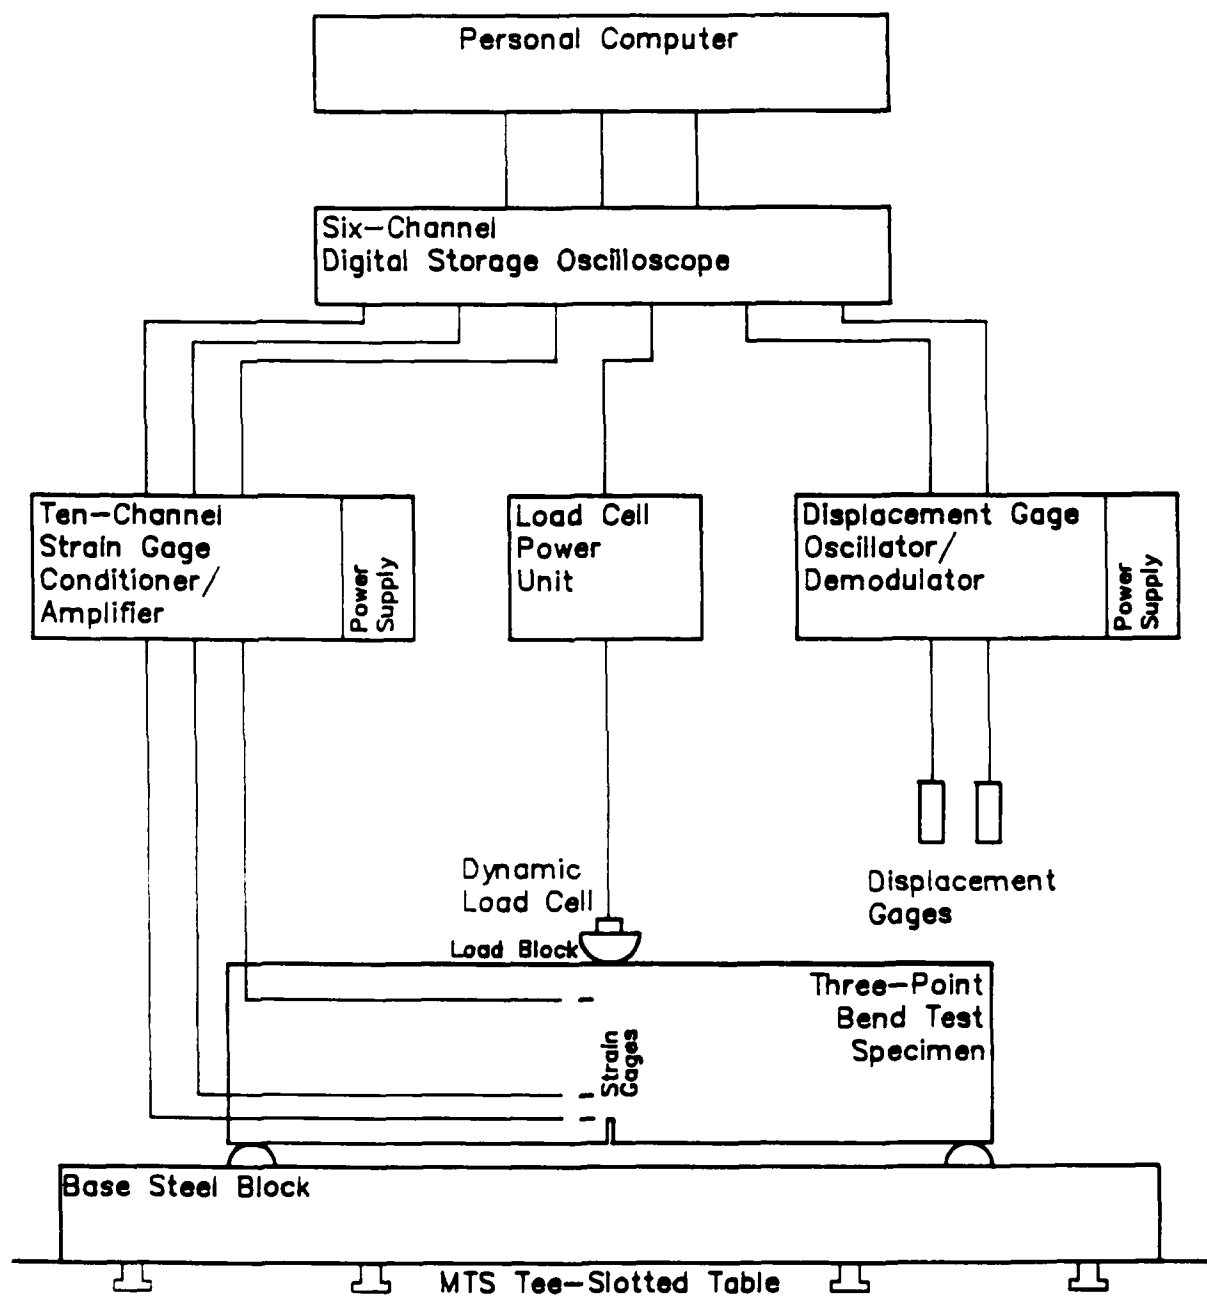 Personal Computer
Six-Channel
Digital Storage Oscilloscope
Ten-Channel
Strain Gage
Conditioner/
Amplifier
Power
Supply
Load Cell
Power
Unit
Displacement Gage
Oscillator/
Demodulator
Power
Supply
Dynamic
Load Cell
Load Block
Displacement
Gages
Three-Point
Bend Test
Specimen
Strain
Gages
Base Steel Block
MTS Tee-Slotted Table